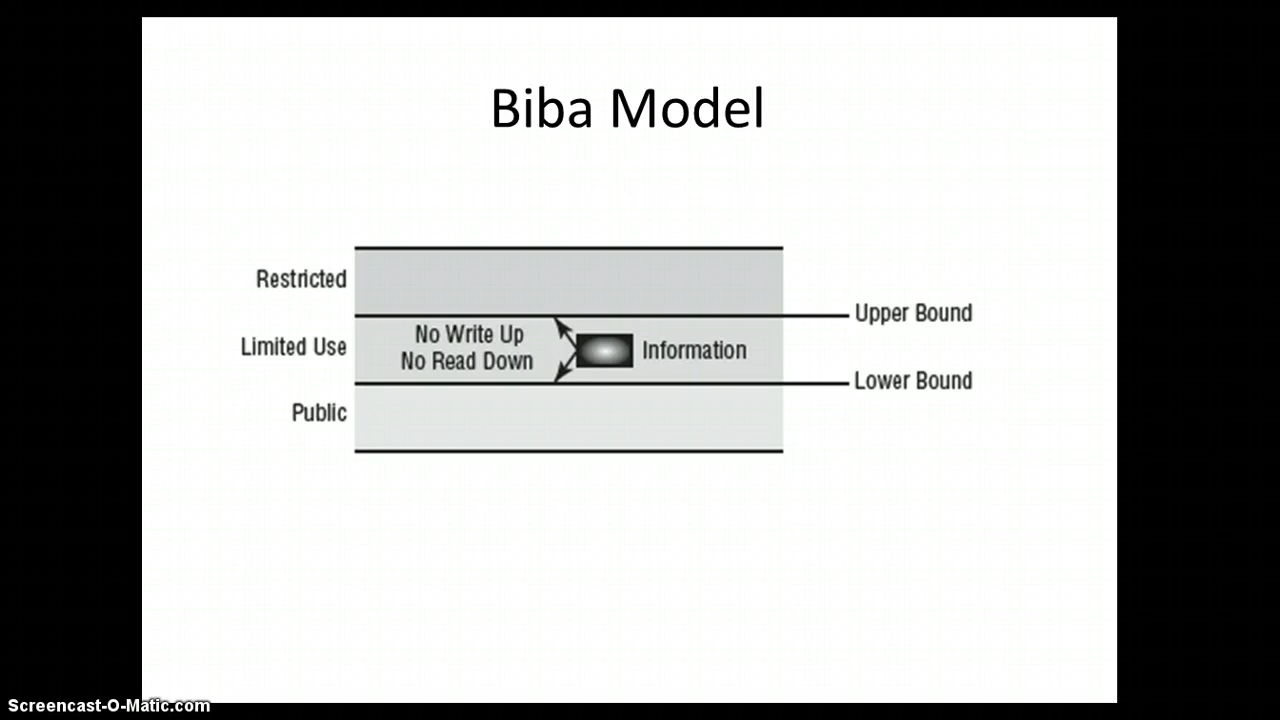 Biba Model
Restricted
Upper Bound
No Write Up
Limited Use
Information
No Read Down
Lower Bound
Public
Screencast-O-Matic.com